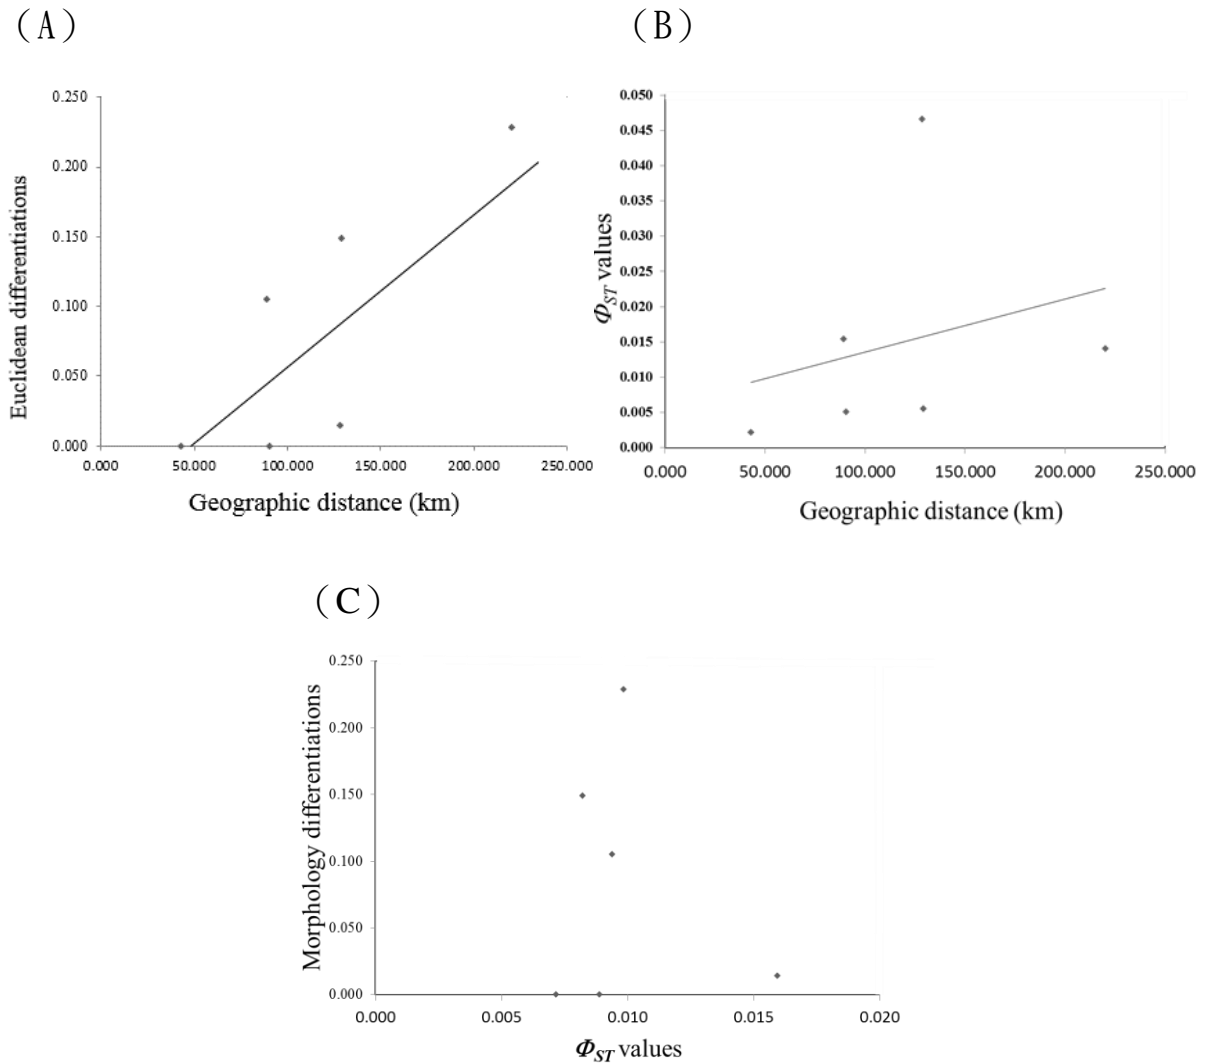 （A）
（B）
0.250
0.200
0.150
0.100
0.050
0.000
Euclidean differentiations
0.000 50.000 100.000 150.000 200.000 250.000
Geographic distance (km)
0.050
0.045
0.040
0.035
0.030
0.025
0.020
0.015
0.010
0.005
0.000
ΦST values
0.000 50.000 100.000 150.000 200.000 250.000
Geographic distance (km)
（C）
0.250
0.200
0.150
0.100
0.050
0.000
Morphology differentiations
0.000 0.005 0.010 0.015 0.020
ΦST values